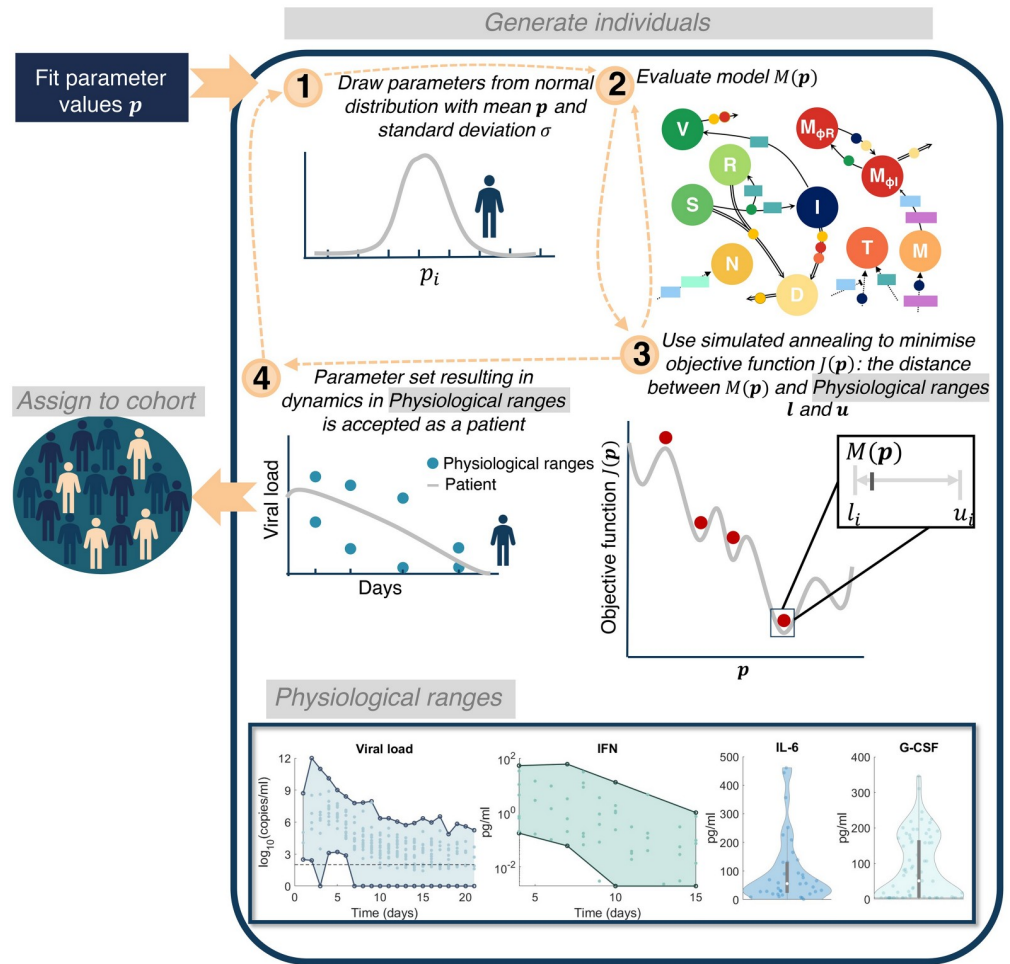 Generate individuals
Fit parameter
values p
1
Draw parameters from normal
distribution with mean p and
standard deviation σ
p_i
2
Evaluate model M(p)
V
R
S
I
N
D
M_ϕR
M_ϕI
T
M
3
Use simulated annealing to minimise
objective function J(p): the distance
between M(p) and Physiological ranges
l and u
Objective function J(p)
p
M(p)
l_i
u_i
4
Parameter set resulting in
dynamics in Physiological ranges
is accepted as a patient
Physiological ranges
Patient
Viral load
Days
Assign to cohort
Physiological ranges
Viral load
log₁₀(copies/ml)
12
9
6
3
0
0 5 10 15 20
Time (days)
IFN
pg/ml
10²
10⁰
10⁻²
5 10 15
Time (days)
IL-6
pg/ml
500
400
300
200
100
0
G-CSF
pg/ml
400
300
200
100
0